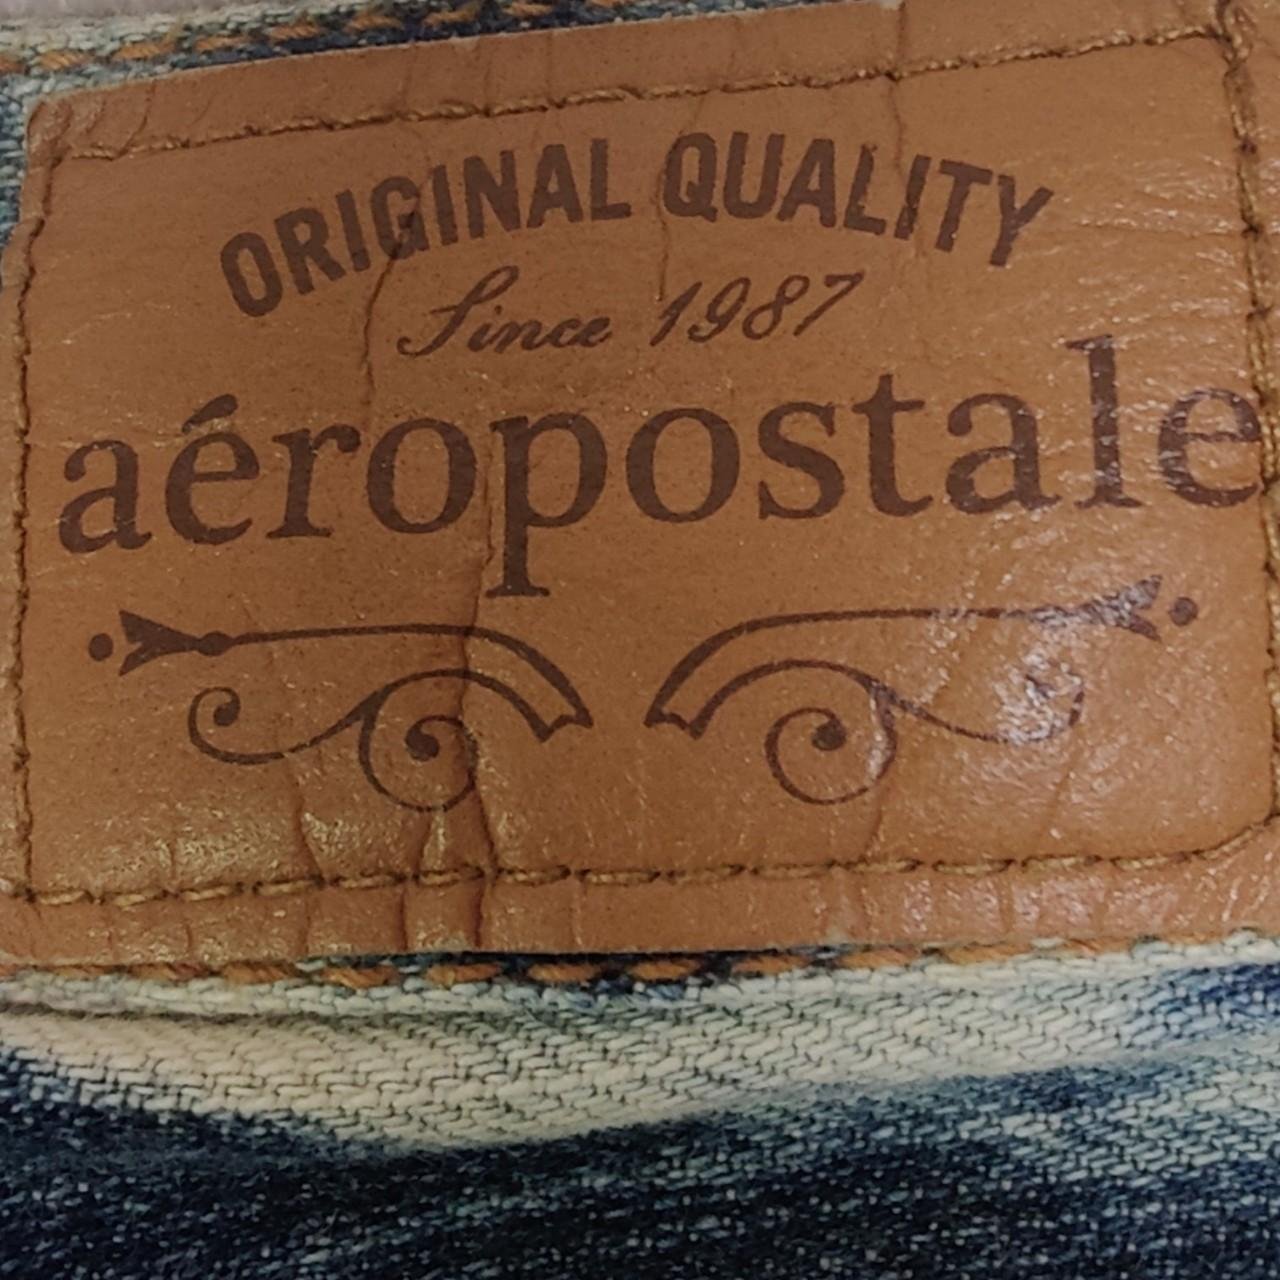 ORIGINAL QUALITY
Since 1987
aéropostale